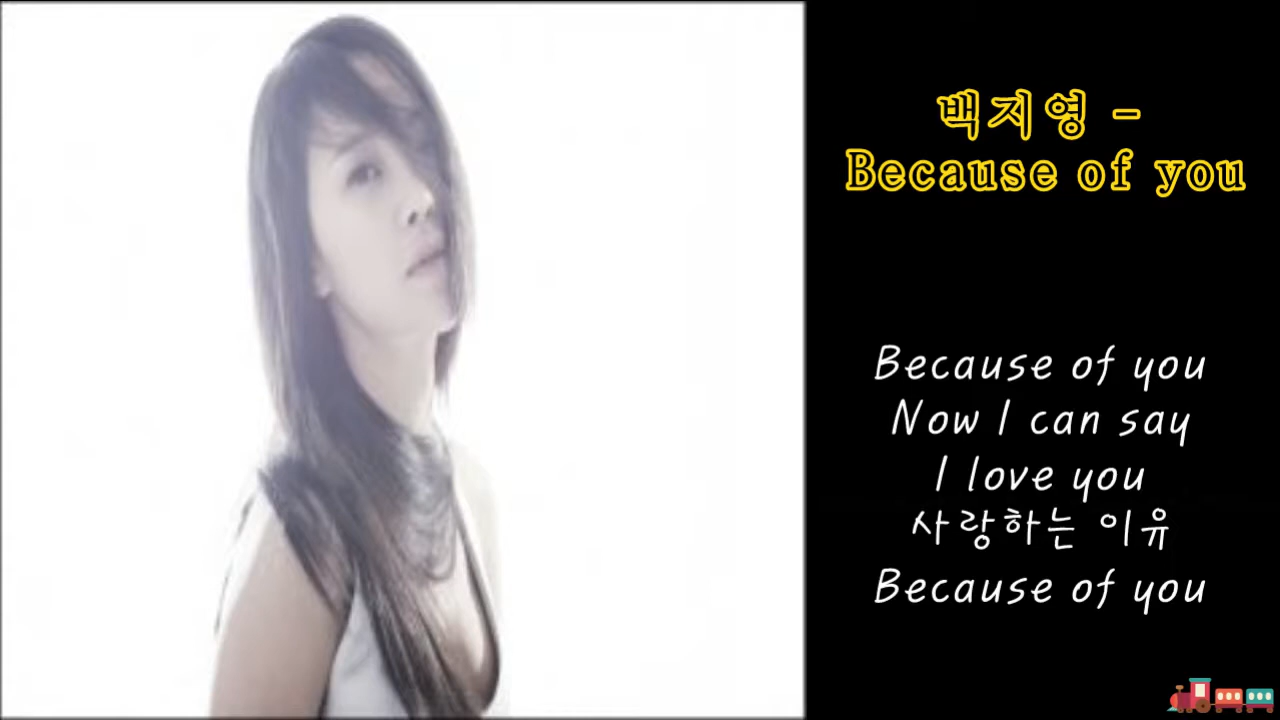 백지영 -
Because of you
Because of you
Now I can say
I love you
사랑하는 이유
Because of you